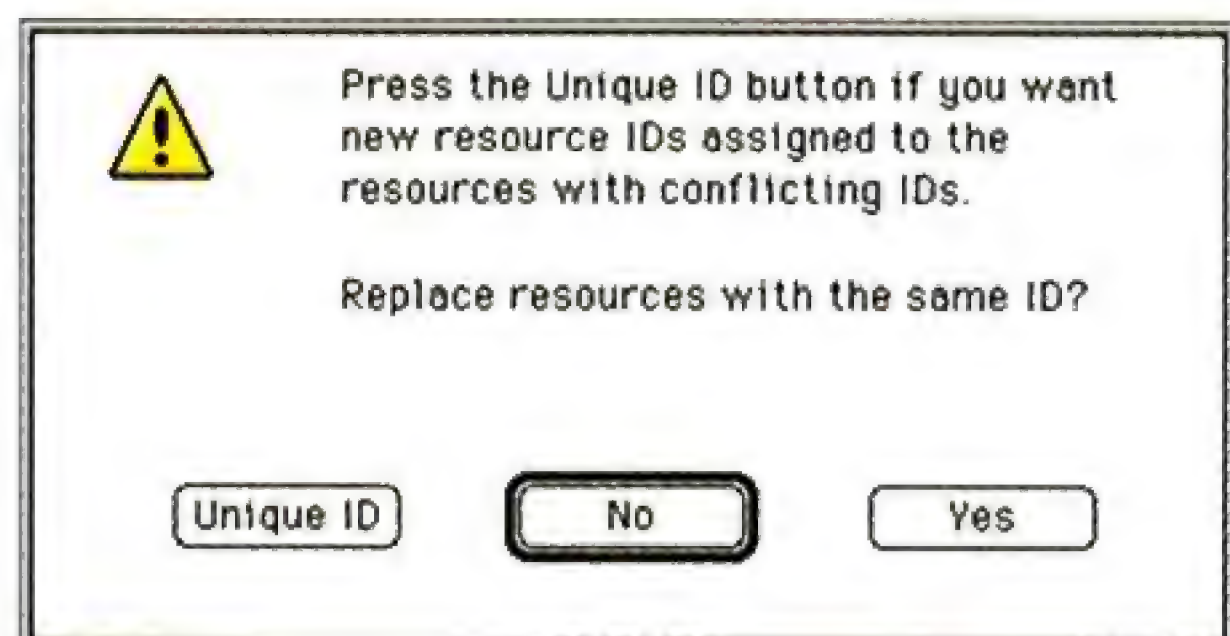 Press the Unique ID button if you want
new resource IDs assigned to the
resources with conflicting IDs.
Replace resources with the same ID?
Unique ID
No
Yes